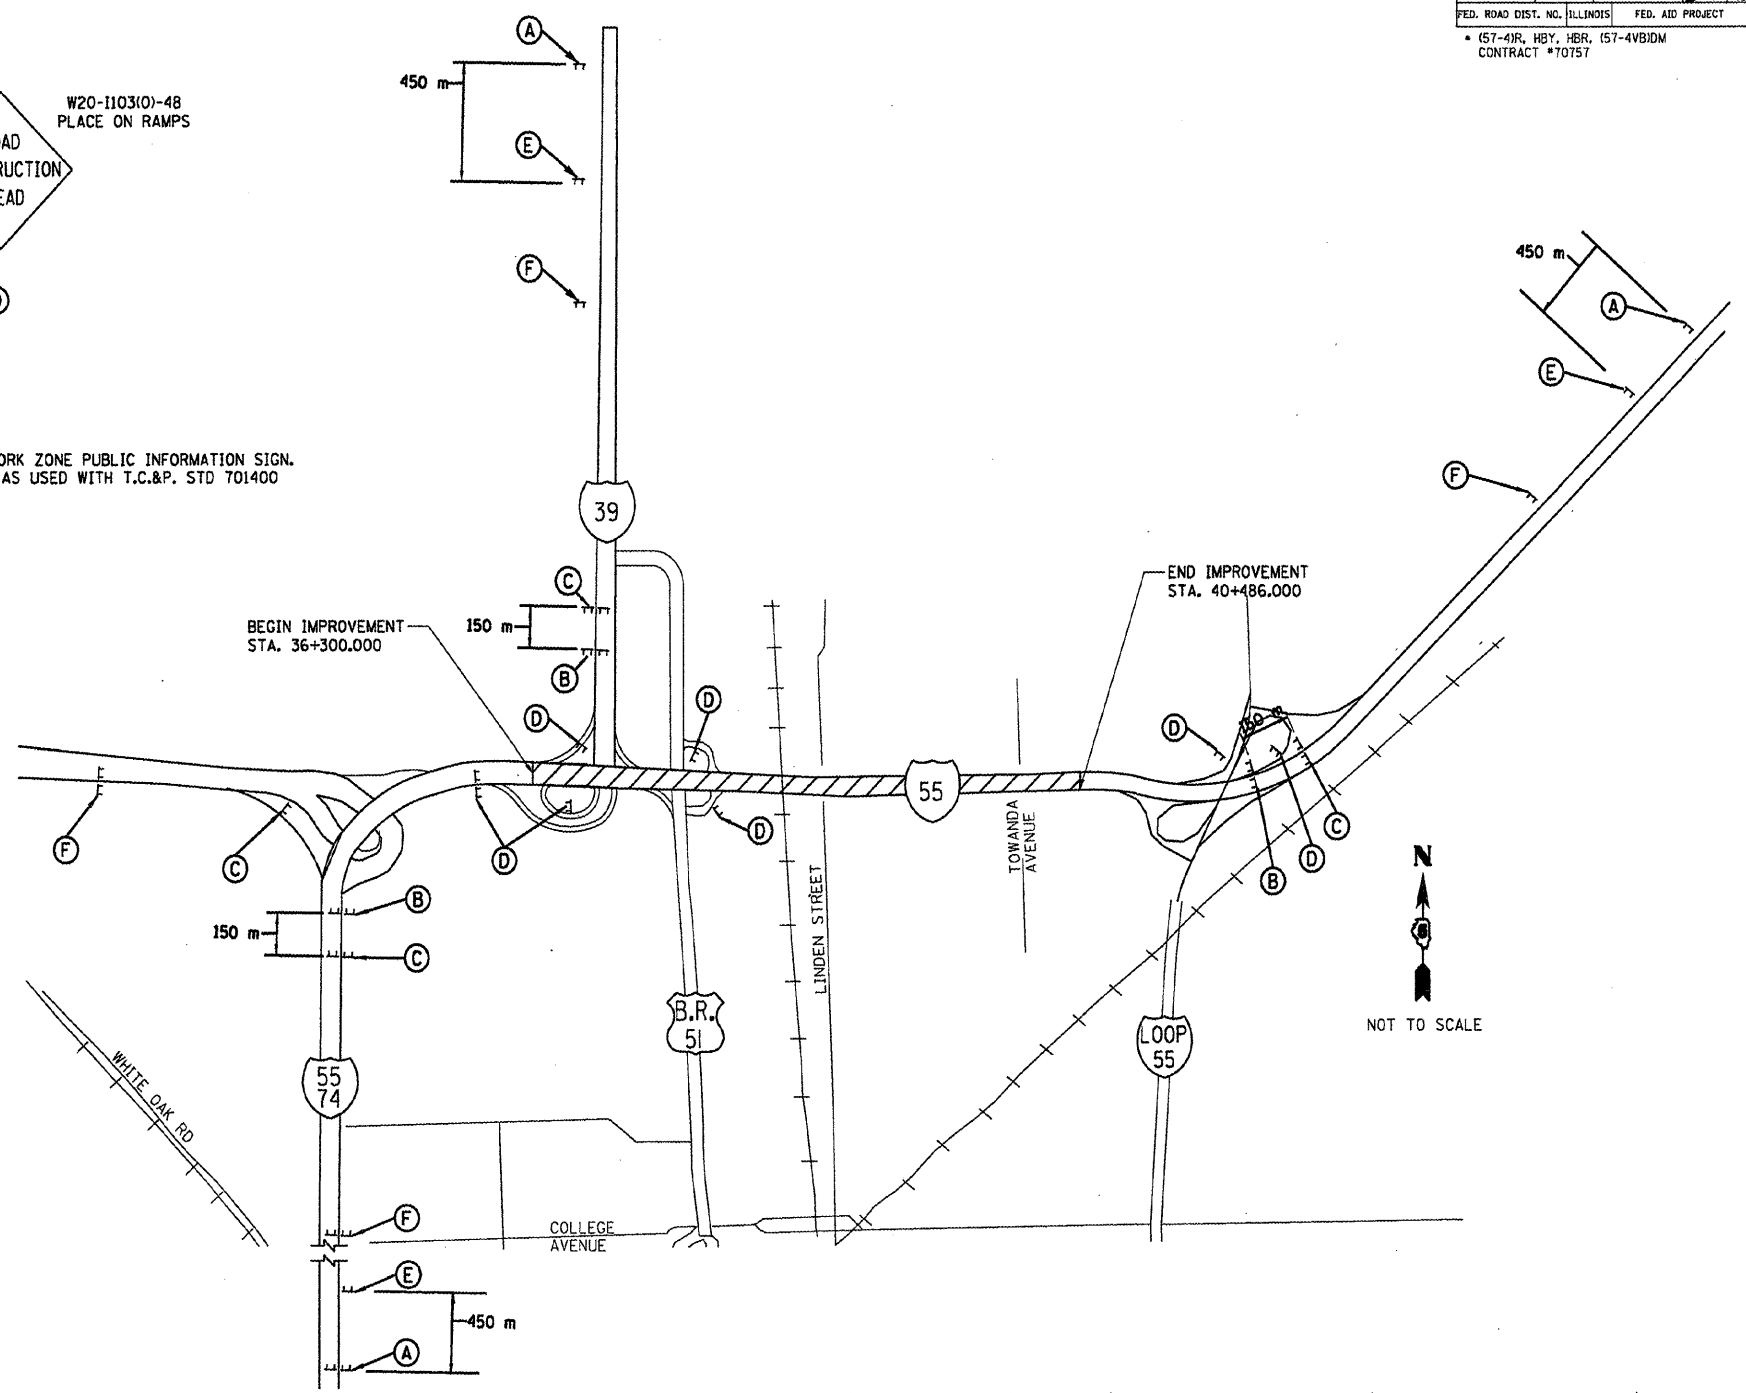 FED. ROAD DIST. NO. ILLINOIS FED. AID PROJECT
* (57-4)R, HBY, HBR, (57-4VB)DM
CONTRACT #70757
W20-I103(O)-48
PLACE ON RAMPS
AD
RUCTION
EAD
ORK ZONE PUBLIC INFORMATION SIGN.
AS USED WITH T.C.&P. STD 701400
A
450 m
E
F
39
C
150 m
B
BEGIN IMPROVEMENT
STA. 36+300.000
D
D
D
D
F
C
B
150 m
C
55
74
WHITE OAK RD
F
E
450 m
A
COLLEGE
AVENUE
B.R.
51
LINDEN STREET
55
TOWANDA
AVENUE
END IMPROVEMENT
STA. 40+486.000
450 m
A
E
F
D
150 m
C
D
B
LOOP
55
N
NOT TO SCALE